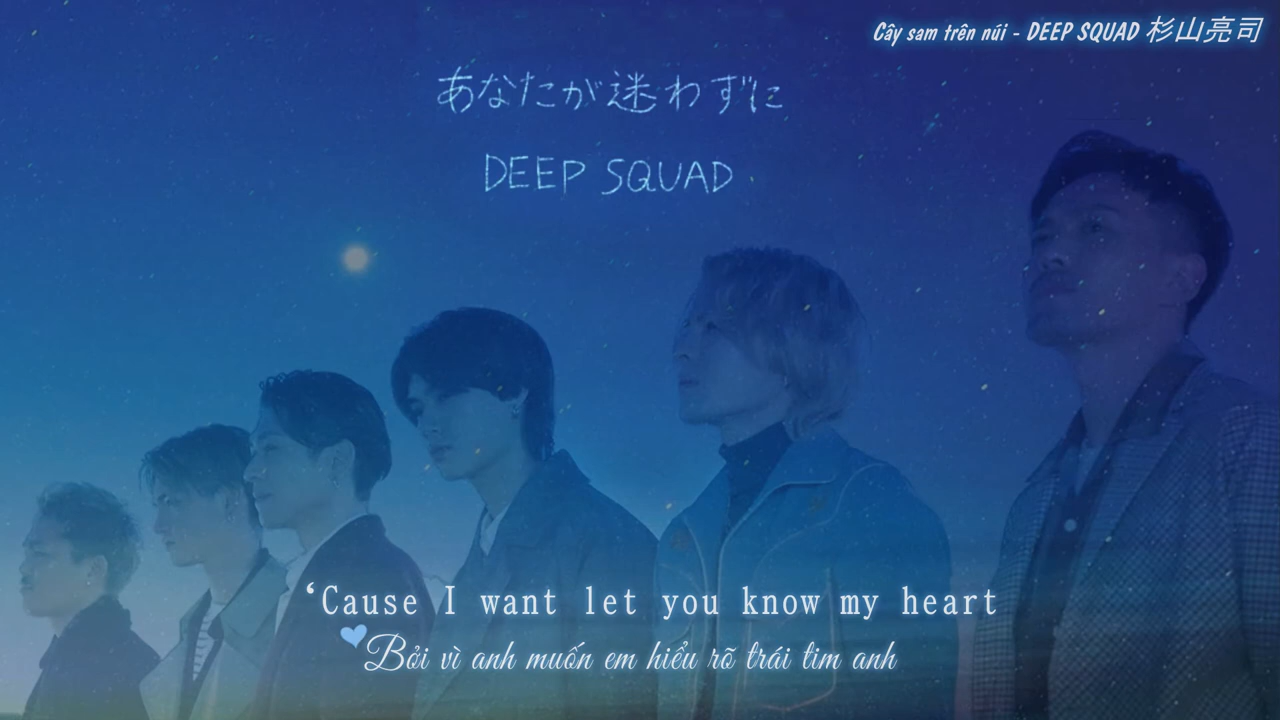 Cây sam trên núi - DEEP SQUAD 杉山亮司
あなたが迷わずに
DEEP SQUAD
‘Cause I want let you know my heart
Bởi vì anh muốn em hiểu rõ trái tim anh